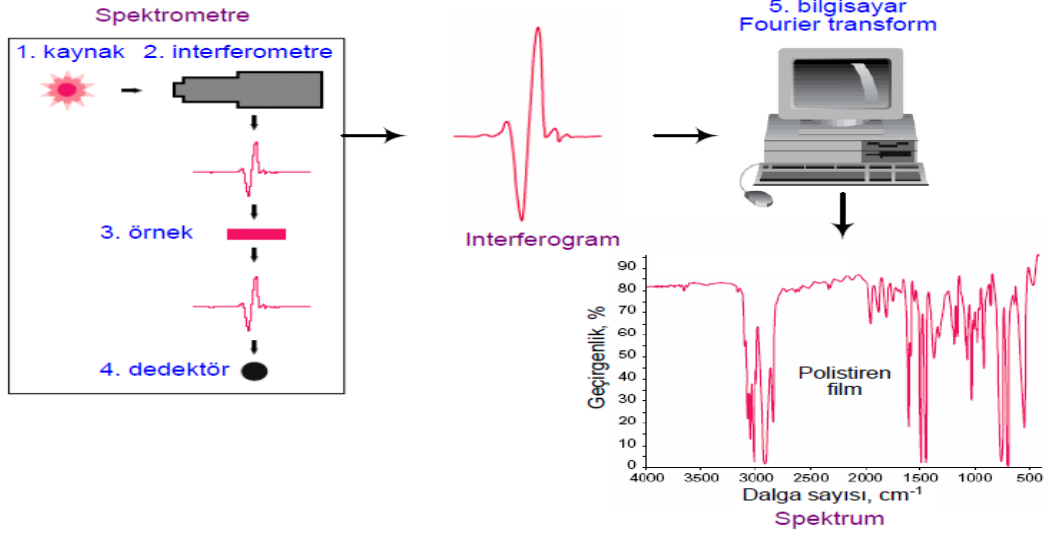 Spektrometre
1. kaynak
2. interferometre
3. örnek
4. dedektör
Interferogram
5. bilgisayar
Fourier transform
Geçirgenlik, %
90
80
70
60
50
40
30
20
10
0
Polistiren
film
4000 3500 3000 2500 2000 1500 1000 500
Dalga sayısı, cm-1
Spektrum